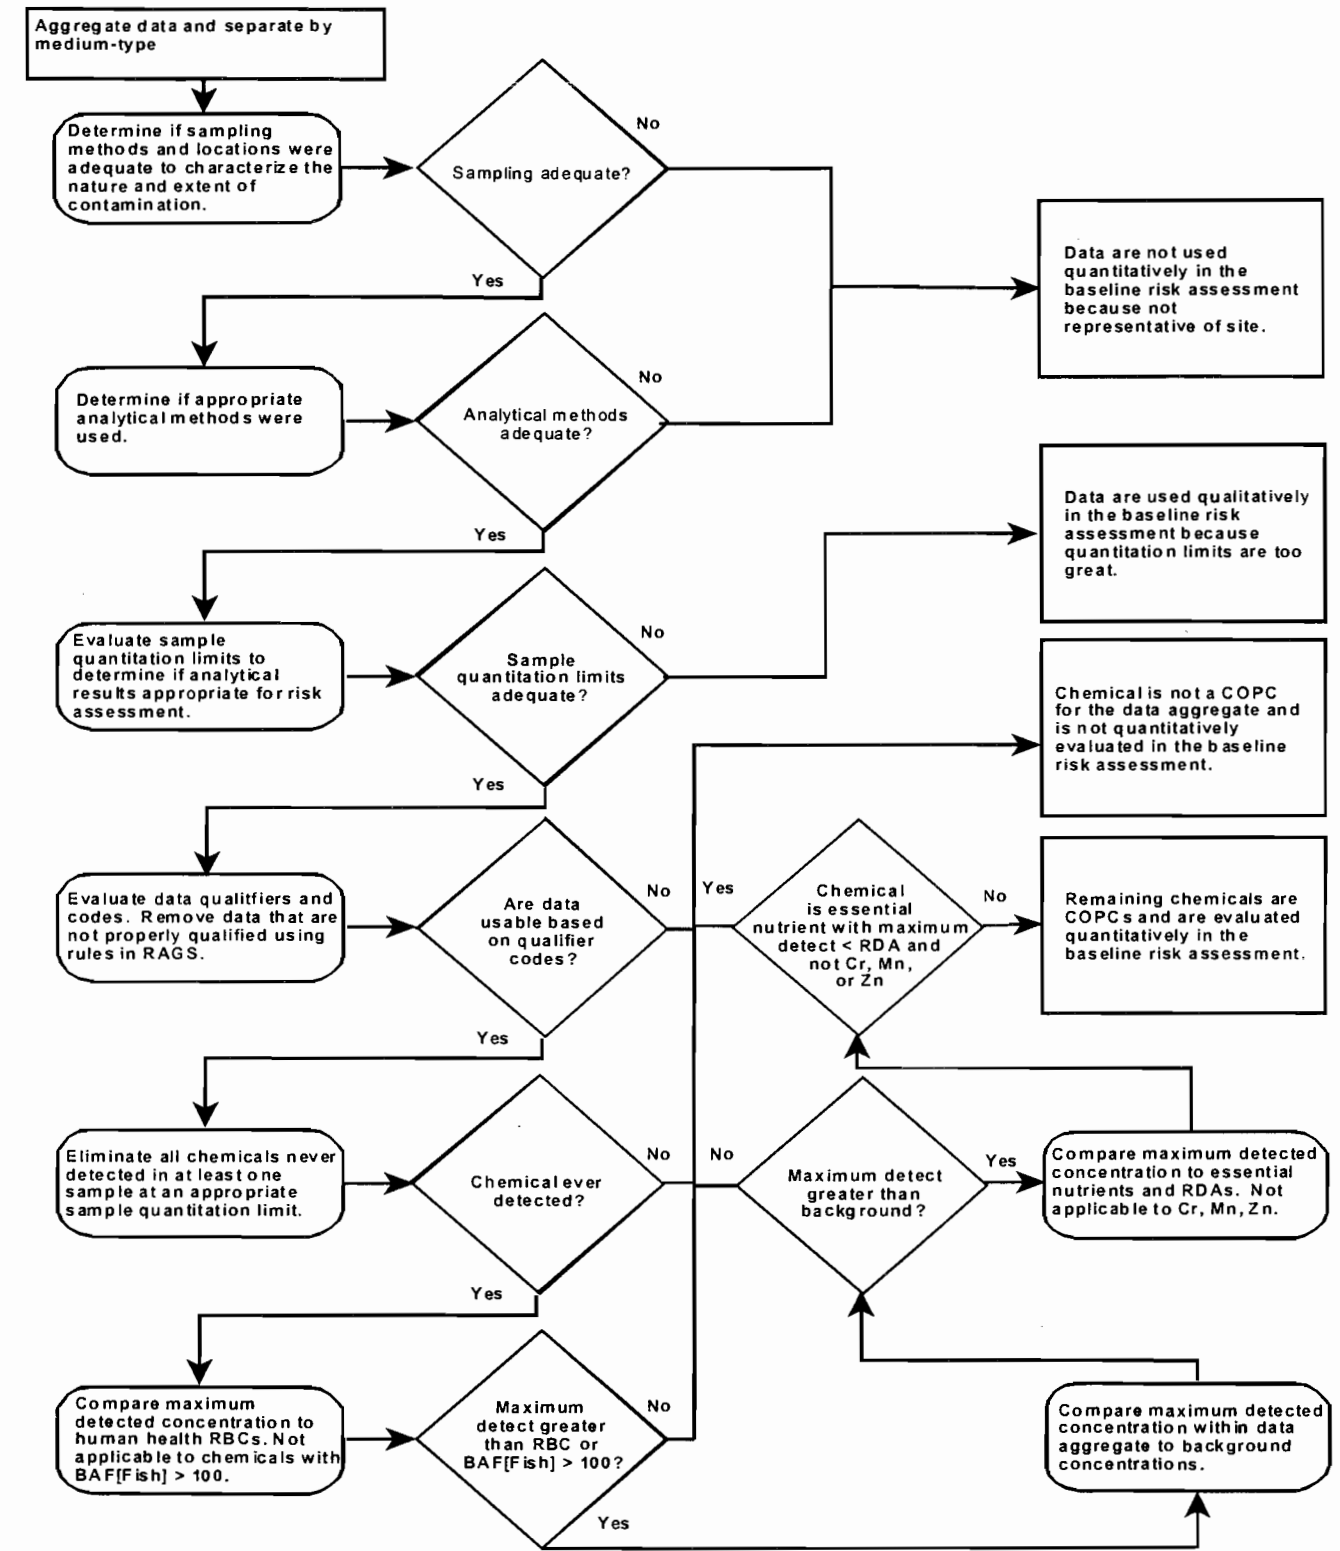 Aggregate data and separate by
medium-type
Determine if sampling
methods and locations were
adequate to characterize the
nature and extent of
contamination.
Sampling adequate?
No
Yes
Data are not used
quantitatively in the
baseline risk assessment
because not
representative of site.
Determine if appropriate
analytical methods were
used.
Analytical methods
adequate?
No
Yes
Data are used qualitatively
in the baseline risk
assessment because
quantitation limits are too
great.
Evaluate sample
quantitation limits to
determine if analytical
results appropriate for risk
assessment.
Sample
quantitation limits
adequate?
No
Yes
Chemical is not a COPC
for the data aggregate and
is not quantitatively
evaluated in the baseline
risk assessment.
Evaluate data qualitfiers and
codes. Remove data that are
not properly qualified using
rules in RAGS.
Are data
usable based
on qualifier
codes?
No
Yes
Yes
Chemical
is essential
nutrient with maximum
detect < RDA and
not Cr, Mn,
or Zn
No
Remaining chemicals are
COPCs and are evaluated
quantitatively in the
baseline risk assessment.
Eliminate all chemicals never
detected in at least one
sample at an appropriate
sample quantitation limit.
Chemical ever
detected?
No
Yes
No
Maximum detect
greater than
background?
Yes
Compare maximum detected
concentration to essential
nutrients and RDAs. Not
applicable to Cr, Mn, Zn.
Compare maximum
detected concentration to
human health RBCs. Not
applicable to chemicals with
BAF[Fish] > 100.
Maximum
detect greater
than RBC or
BAF[Fish] > 100?
No
Yes
Compare maximum detected
concentration within data
aggregate to background
concentrations.